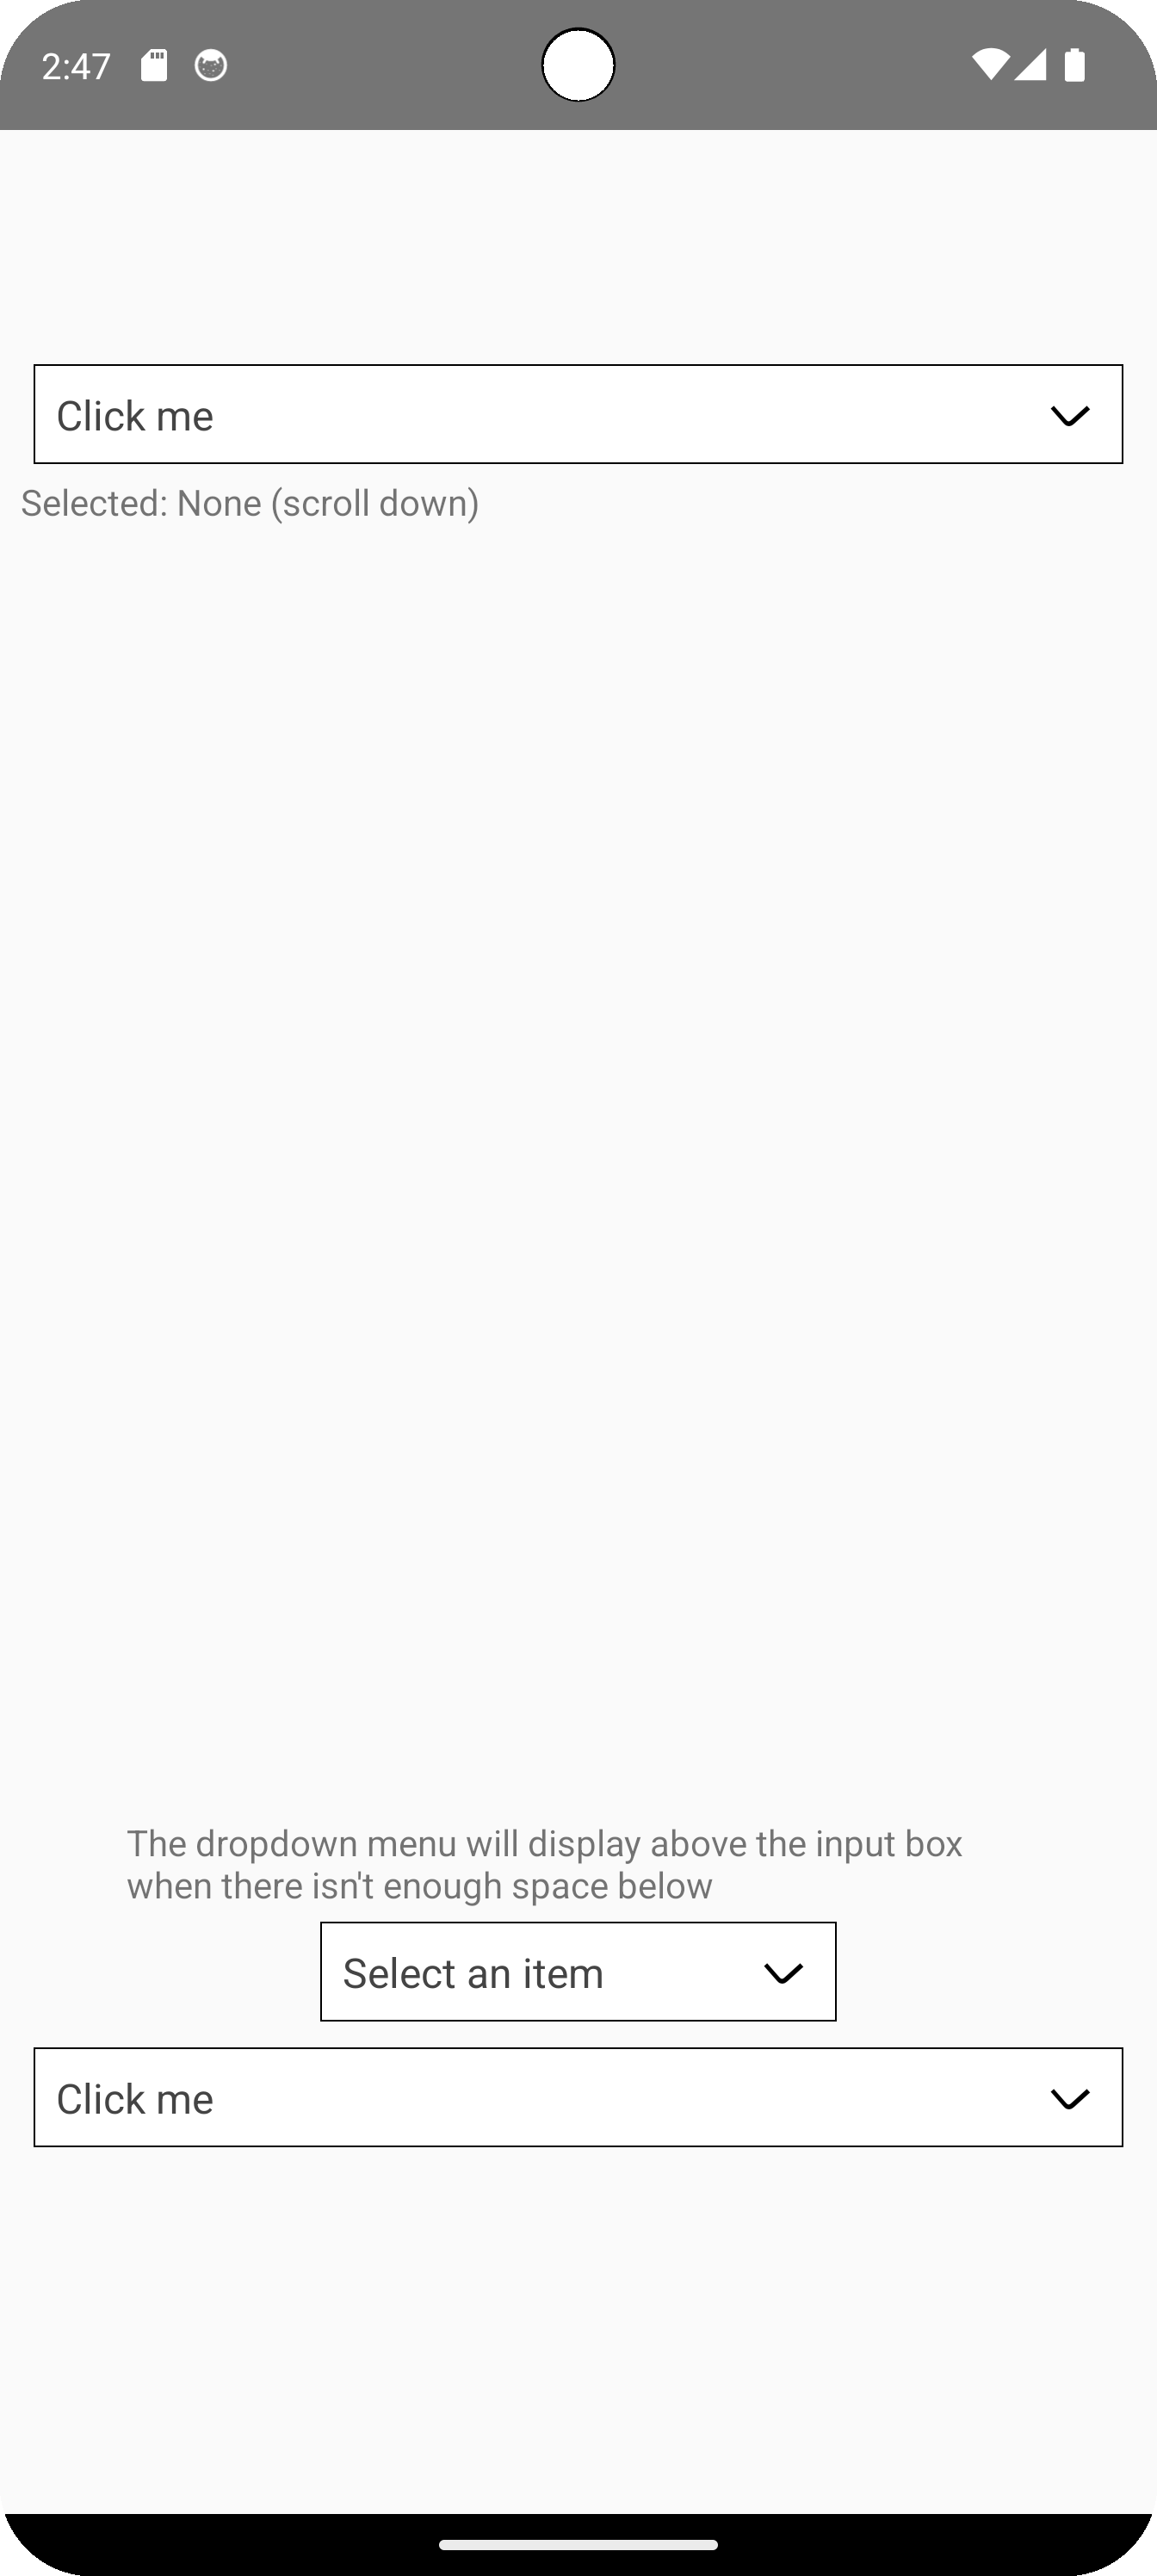 2:47
Click me
Selected: None (scroll down)
The dropdown menu will display above the input box
when there isn't enough space below
Select an item
Click me